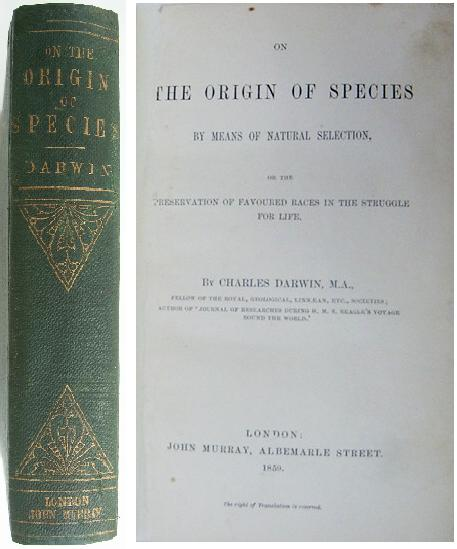 ON THE
ORIGIN
OF
SPECIES
DARWIN
LONDON
JOHN MURRAY
ON
THE ORIGIN OF SPECIES
BY MEANS OF NATURAL SELECTION,
OR THE
PRESERVATION OF FAVOURED RACES IN THE STRUGGLE
FOR LIFE.
By CHARLES DARWIN, M.A.,
FELLOW OF THE ROYAL, GEOLOGICAL, LINNÆAN, ETC., SOCIETIES;
AUTHOR OF 'JOURNAL OF RESEARCHES DURING H. M. S. BEAGLE'S VOYAGE
ROUND THE WORLD.'
LONDON:
JOHN MURRAY, ALBEMARLE STREET.
1859.
The right of Translation is reserved.